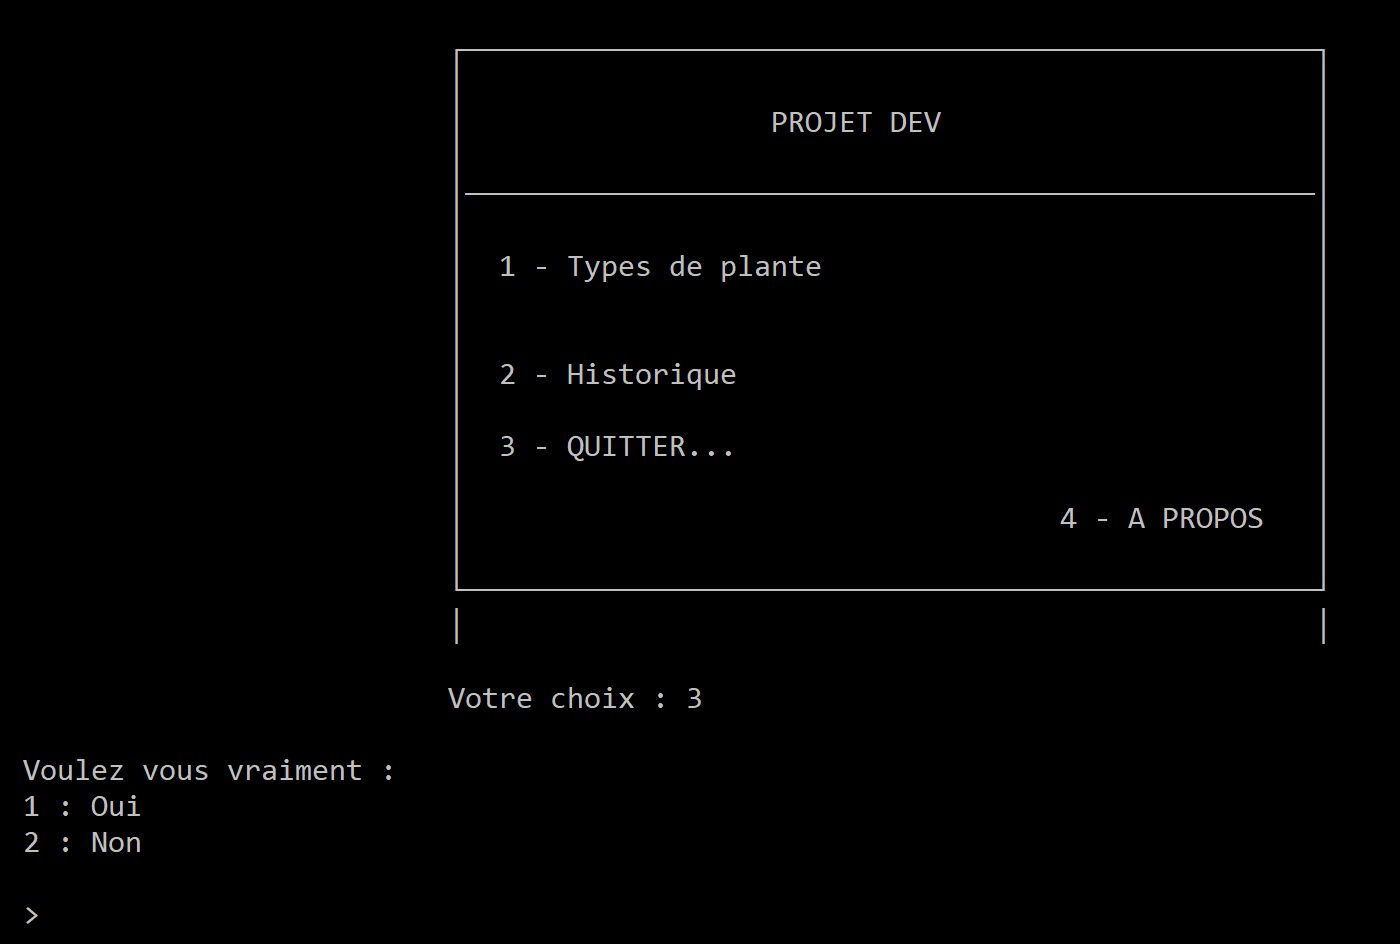 PROJET DEV
1 - Types de plante
2 - Historique
3 - QUITTER...
4 - A PROPOS
Votre choix : 3
Voulez vous vraiment :
1 : Oui
2 : Non
>